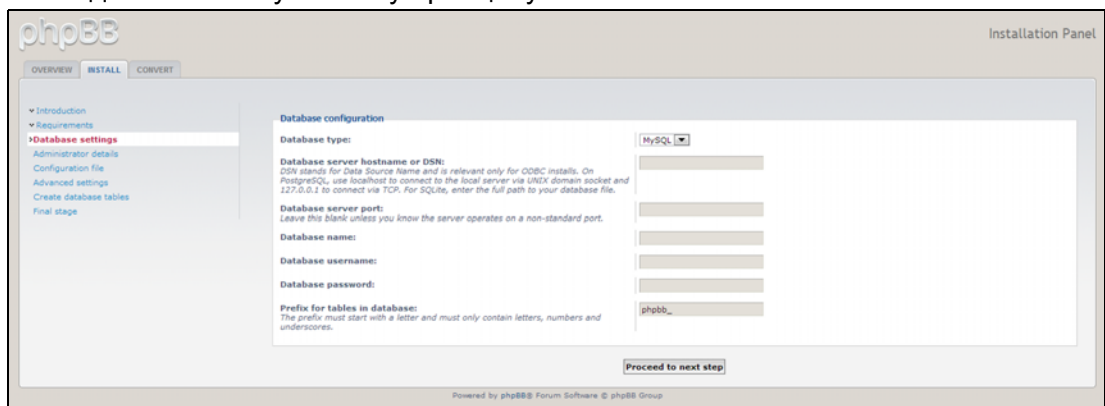 phpBB
Installation Panel
OVERVIEW INSTALL CONVERT
Introduction
Requirements
Database settings
Administrator details
Configuration file
Advanced settings
Create database tables
Final stage
Database configuration
Database type:
MySQL
Database server hostname or DSN:
DSN stands for Data Source Name and is relevant only for ODBC installs. On
PostgreSQL, use localhost to connect to the local server via UNIX domain socket and
127.0.0.1 to connect via TCP. For SQLite, enter the full path to your database file.
Database server port:
Leave this blank unless you know the server operates on a non-standard port.
Database name:
Database username:
Database password:
Prefix for tables in database:
phpbb_
The prefix must start with a letter and must only contain letters, numbers and
underscores.
Proceed to next step
Powered by phpBB® Forum Software © phpBB Group